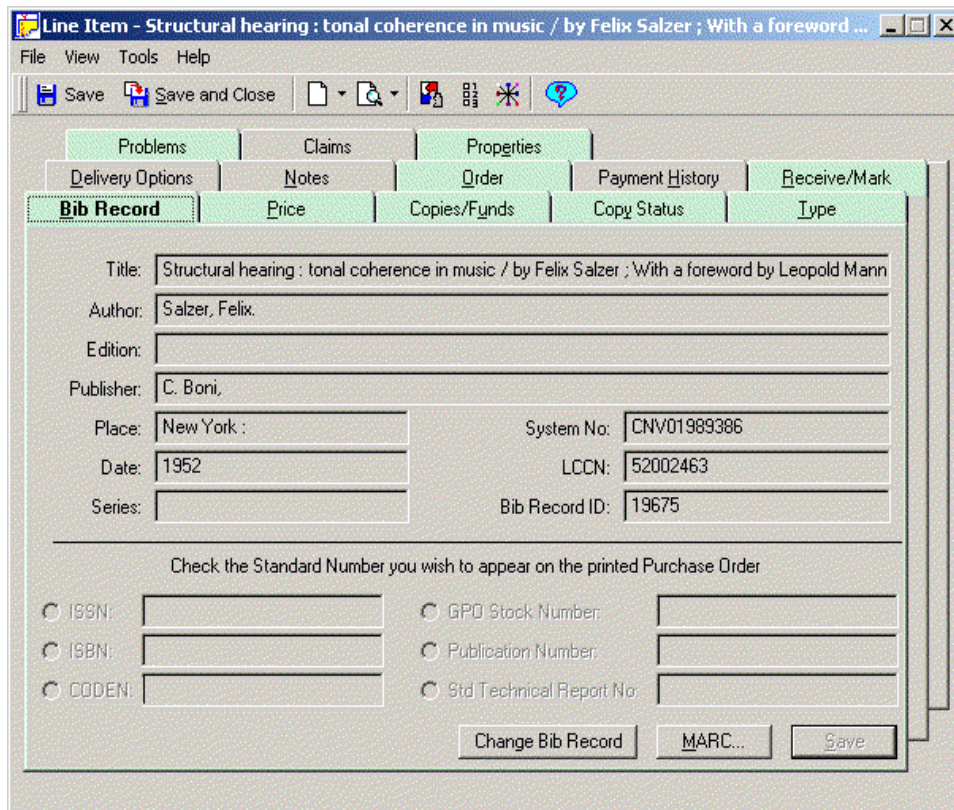 Line Item - Structural hearing : tonal coherence in music / by Felix Salzer ; With a foreword ...
File View Tools Help
Save Save and Close
Problems Claims Properties
Delivery Options Notes Order Payment History Receive/Mark
Bib Record Price Copies/Funds Copy Status Type
Title: Structural hearing : tonal coherence in music / by Felix Salzer ; With a foreword by Leopold Mann
Author: Salzer, Felix.
Edition:
Publisher: C. Boni,
Place: New York : System No: CNV01989386
Date: 1952 LCCN: 52002463
Series: Bib Record ID: 19675
Check the Standard Number you wish to appear on the printed Purchase Order
ISSN: GPO Stock Number:
ISBN: Publication Number:
CODEN: Std Technical Report No:
Change Bib Record MARC... Save